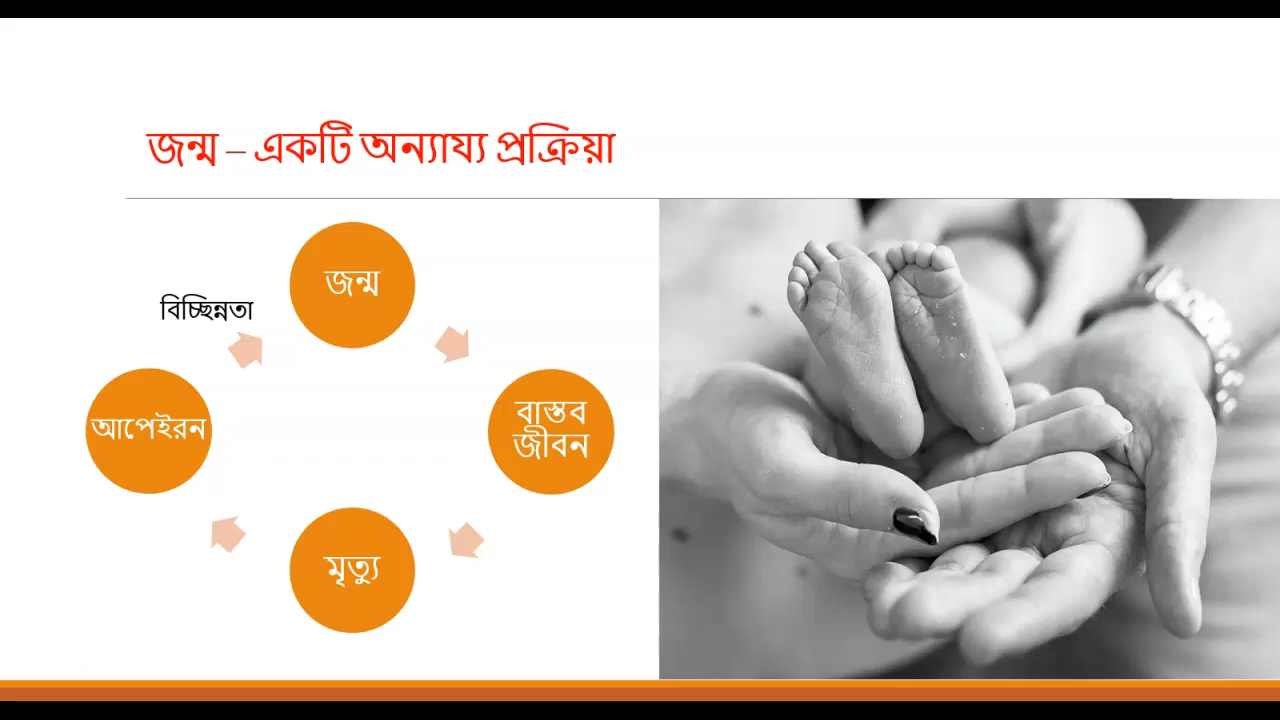 জন্ম – একটি অন্যায্য প্রক্রিয়া
জন্ম
বিচ্ছিন্নতা
আপেইরন
বাস্তব
জীবন
মৃত্যু